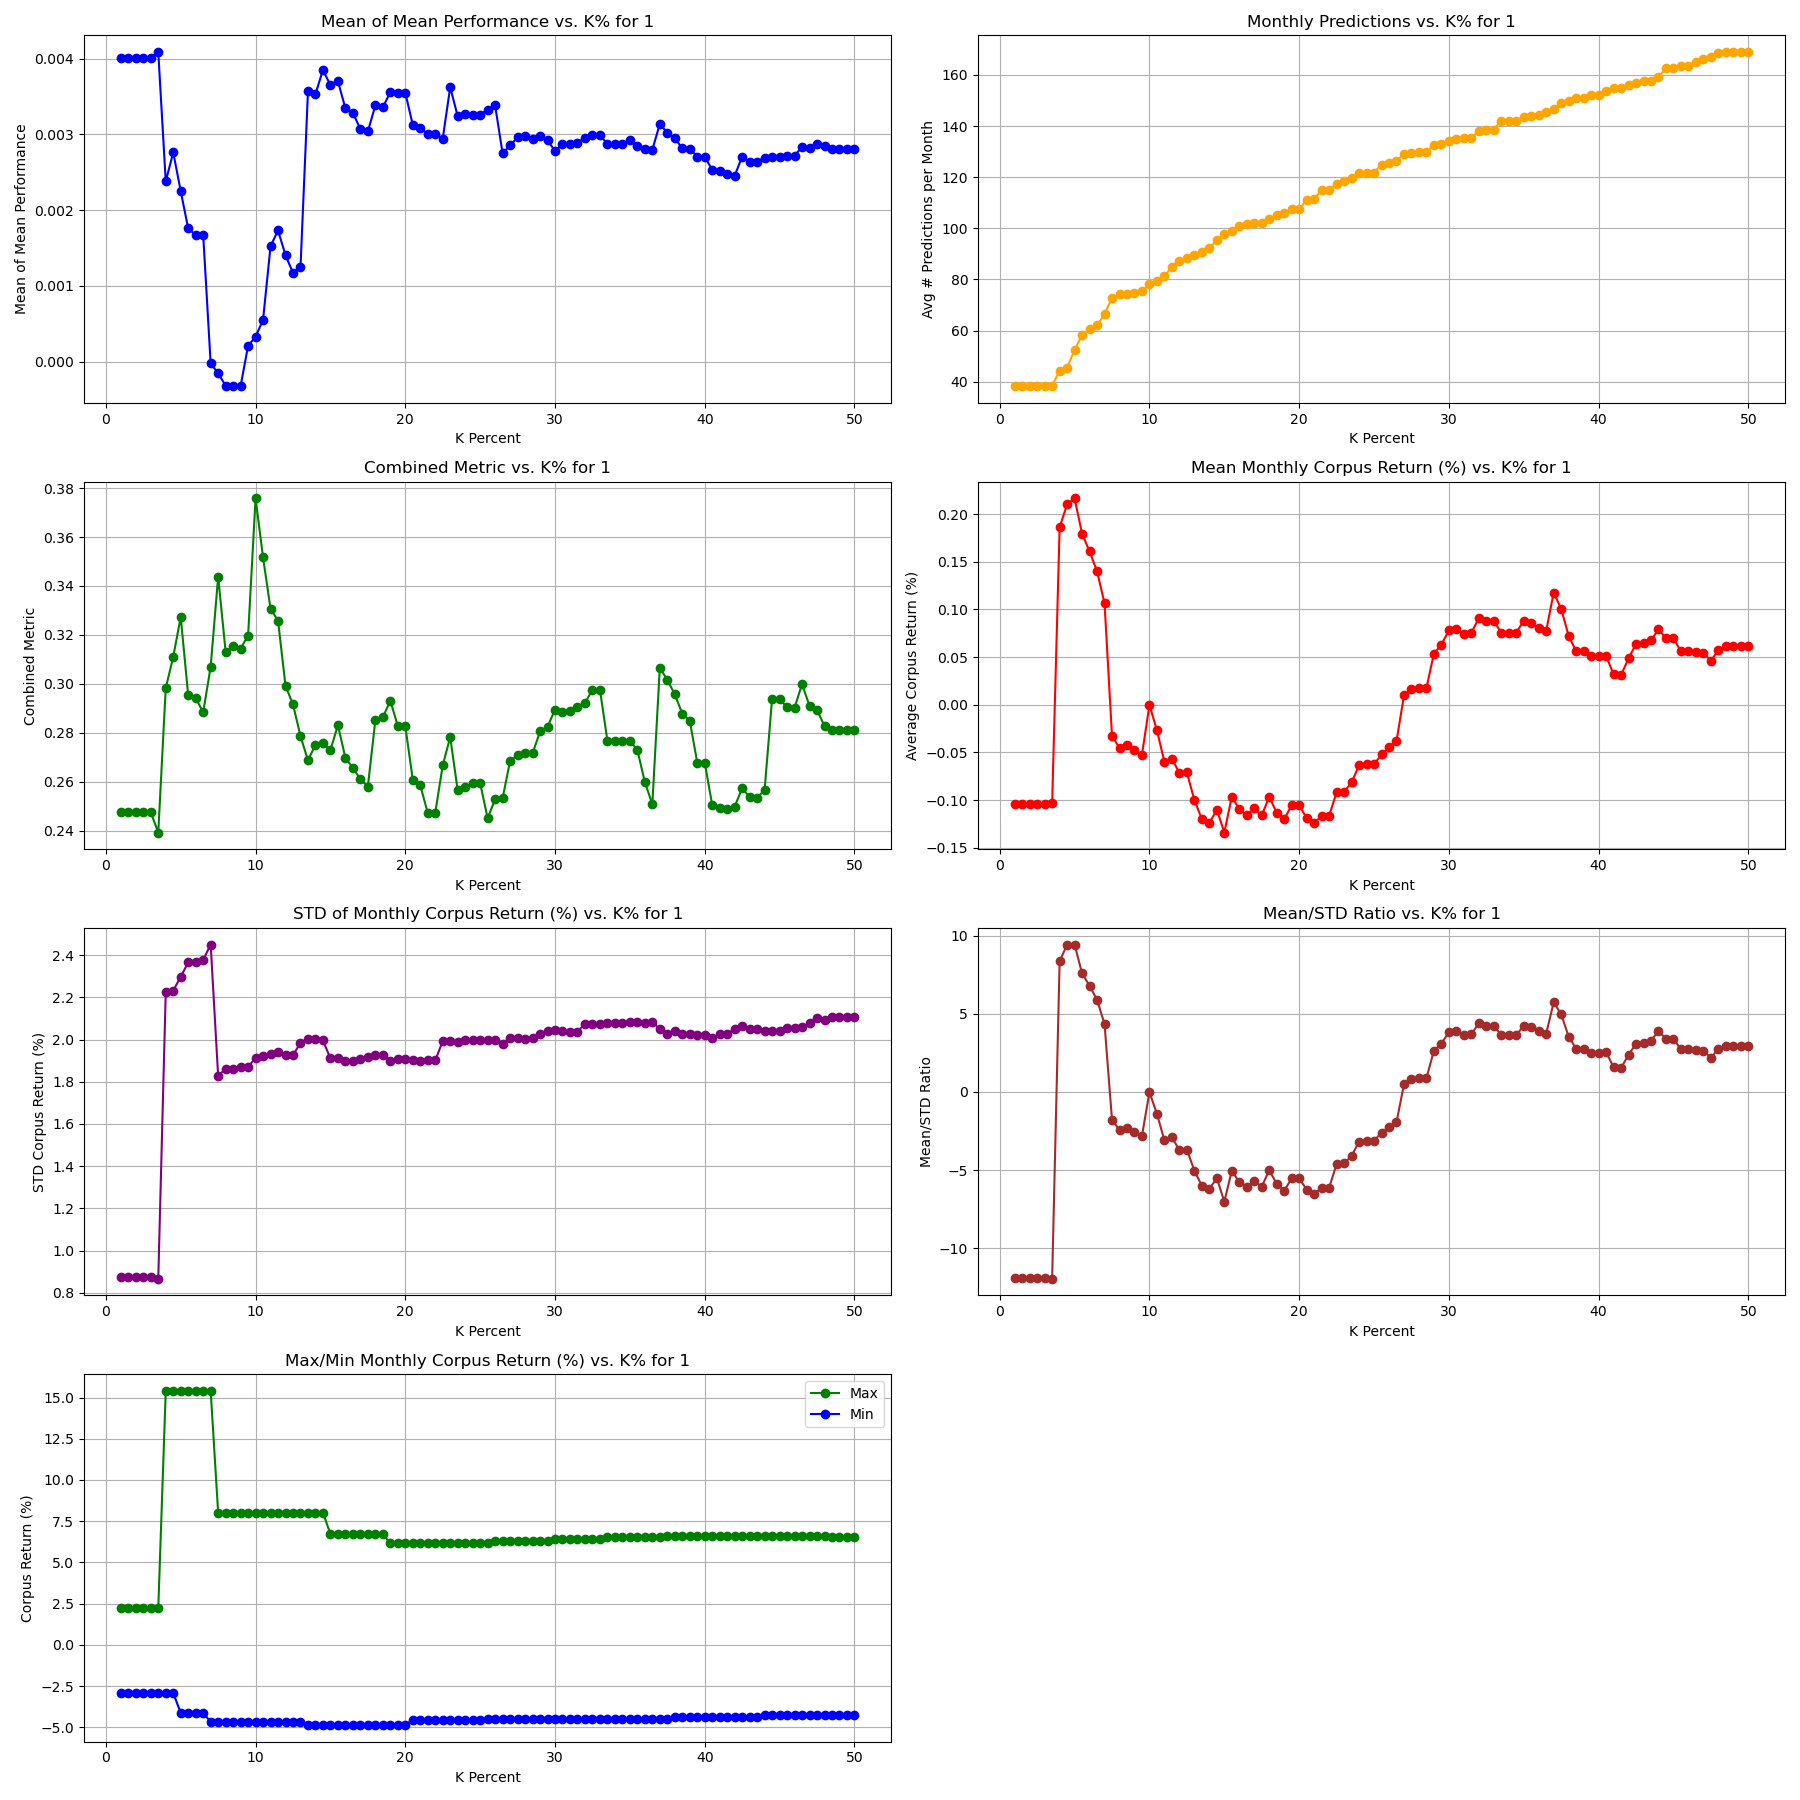 Mean of Mean Performance vs. K% for 1
Mean of Mean Performance
0.004
0.003
0.002
0.001
0.000
0 10 20 30 40 50
K Percent
Monthly Predictions vs. K% for 1
Avg # Predictions per Month
160
140
120
100
80
60
40
0 10 20 30 40 50
K Percent
Combined Metric vs. K% for 1
Combined Metric
0.38
0.36
0.34
0.32
0.30
0.28
0.26
0.24
0 10 20 30 40 50
K Percent
Mean Monthly Corpus Return (%) vs. K% for 1
Average Corpus Return (%)
0.20
0.15
0.10
0.05
0.00
−0.05
−0.10
−0.15
0 10 20 30 40 50
K Percent
STD of Monthly Corpus Return (%) vs. K% for 1
STD Corpus Return (%)
2.4
2.2
2.0
1.8
1.6
1.4
1.2
1.0
0.8
0 10 20 30 40 50
K Percent
Mean/STD Ratio vs. K% for 1
Mean/STD Ratio
10
5
0
−5
−10
0 10 20 30 40 50
K Percent
Max/Min Monthly Corpus Return (%) vs. K% for 1
Corpus Return (%)
15.0
12.5
10.0
7.5
5.0
2.5
0.0
−2.5
−5.0
Max
Min
0 10 20 30 40 50
K Percent